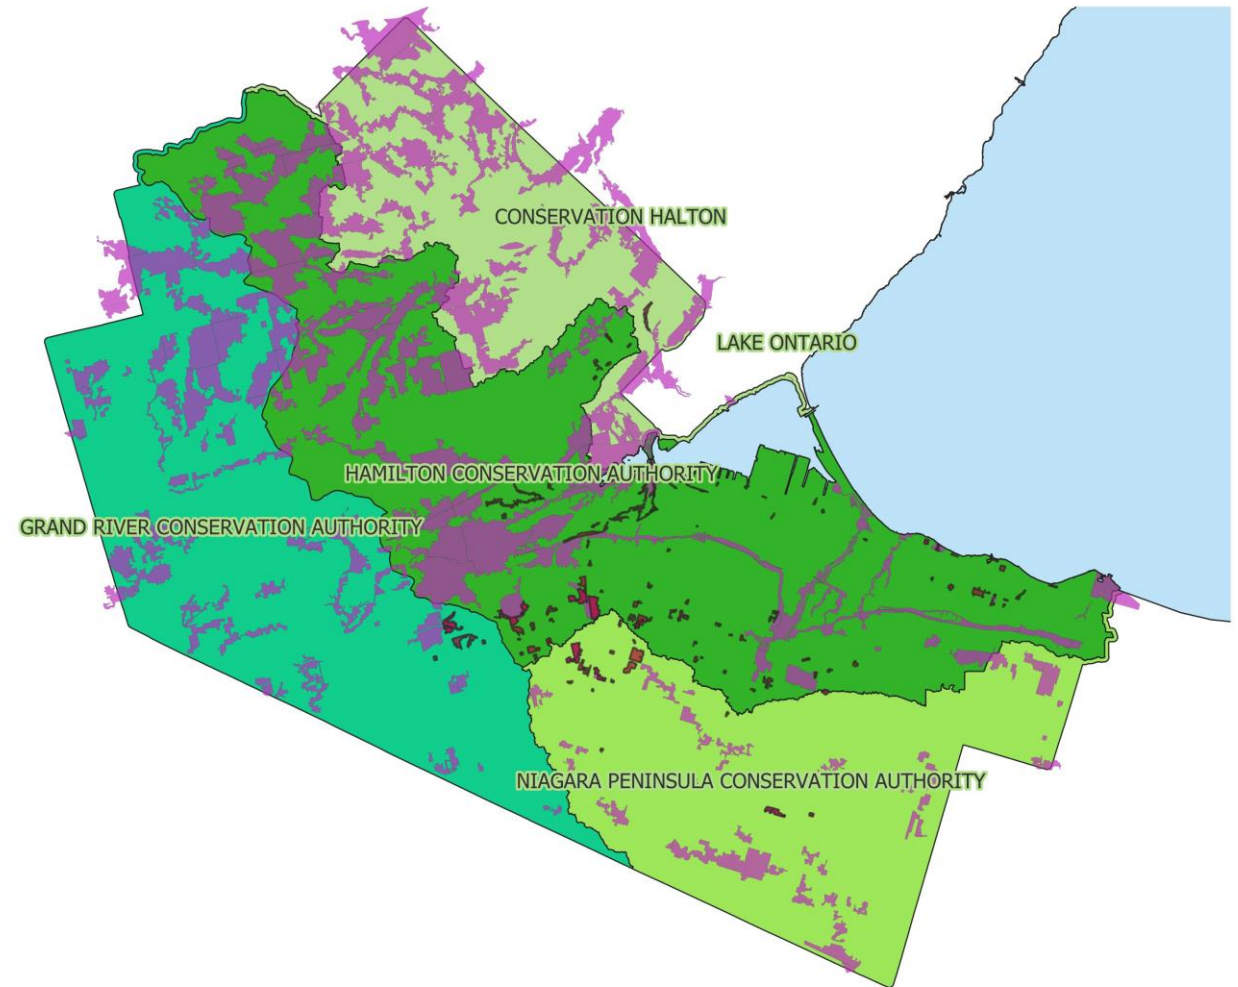 CONSERVATION HALTON
LAKE ONTARIO
HAMILTON CONSERVATION AUTHORITY
GRAND RIVER CONSERVATION AUTHORITY
NIAGARA PENINSULA CONSERVATION AUTHORITY